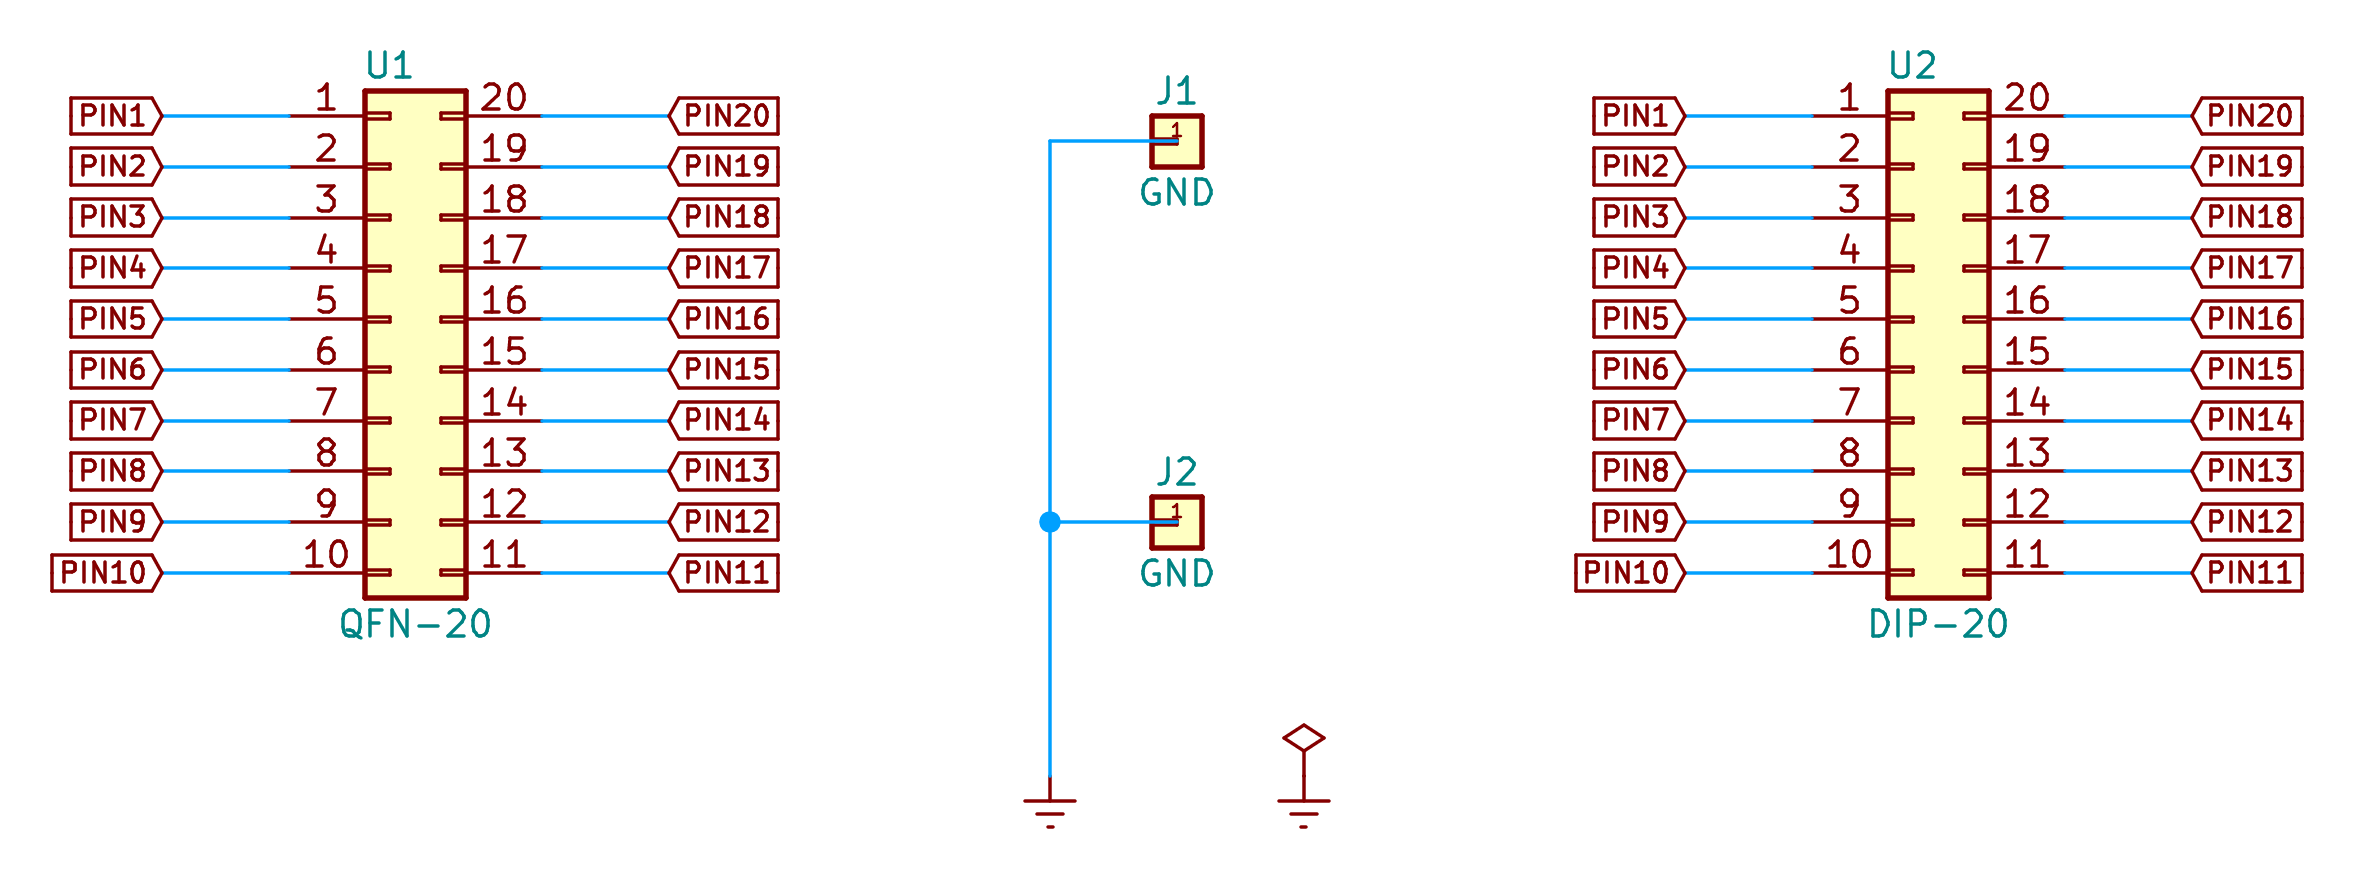 U1
PIN1 1 20 PIN20
PIN2 2 19 PIN19
PIN3 3 18 PIN18
PIN4 4 17 PIN17
PIN5 5 16 PIN16
PIN6 6 15 PIN15
PIN7 7 14 PIN14
PIN8 8 13 PIN13
PIN9 9 12 PIN12
PIN10 10 11 PIN11
QFN-20
J1
1
GND
J2
1
GND
U2
PIN1 1 20 PIN20
PIN2 2 19 PIN19
PIN3 3 18 PIN18
PIN4 4 17 PIN17
PIN5 5 16 PIN16
PIN6 6 15 PIN15
PIN7 7 14 PIN14
PIN8 8 13 PIN13
PIN9 9 12 PIN12
PIN10 10 11 PIN11
DIP-20